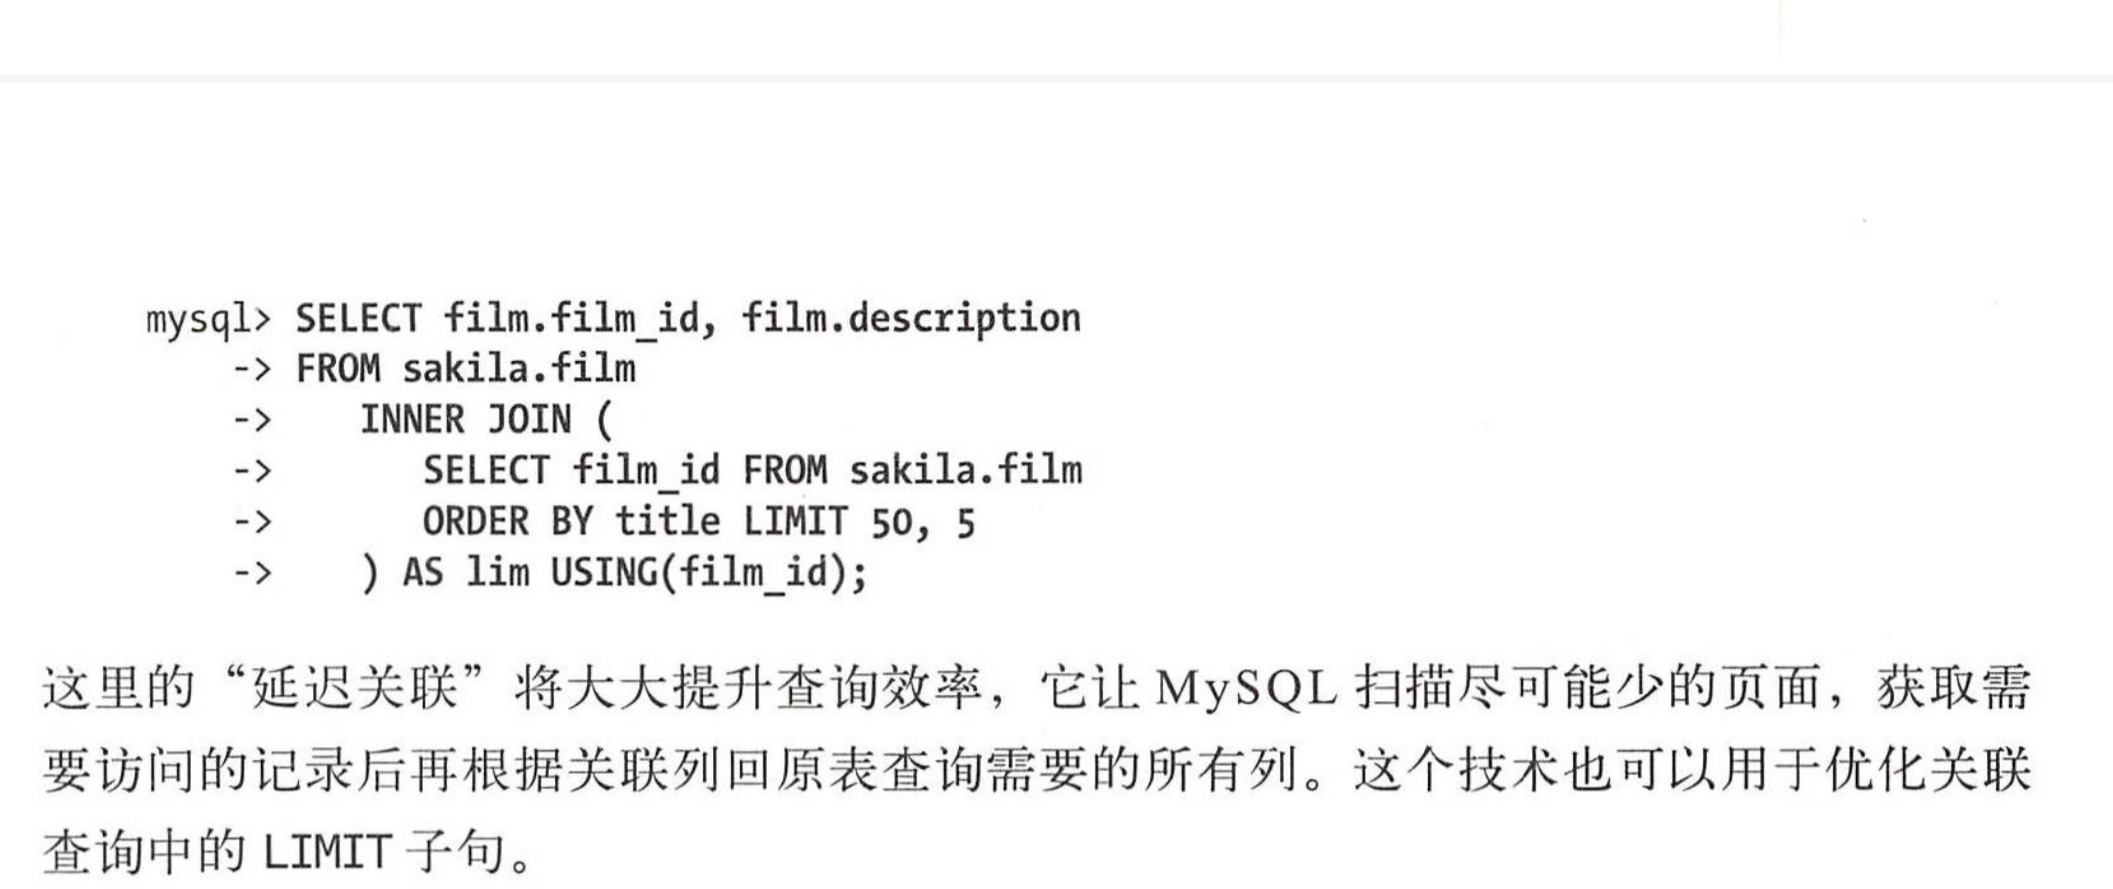 mysql> SELECT film.film_id, film.description
-> FROM sakila.film
-> INNER JOIN (
-> SELECT film_id FROM sakila.film
-> ORDER BY title LIMIT 50, 5
-> ) AS lim USING(film_id);
这里的“延迟关联”将大大提升查询效率，它让 MySQL 扫描尽可能少的页面，获取需
要访问的记录后再根据关联列回原表查询需要的所有列。这个技术也可以用于优化关联
查询中的 LIMIT 子句。